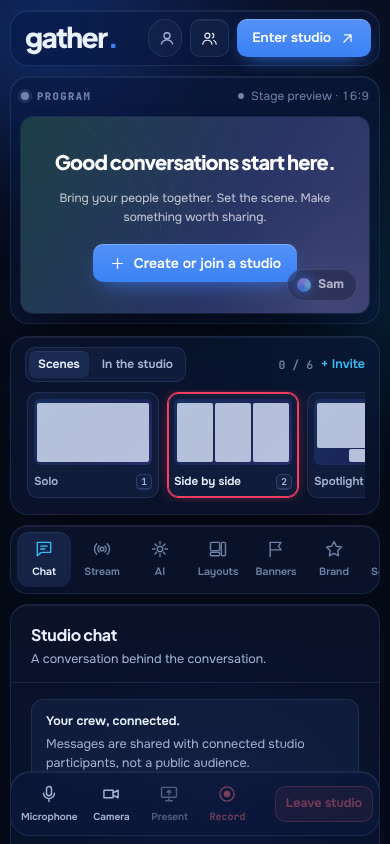 gather.
Enter studio
PROGRAM
Stage preview · 16:9
Good conversations start here.
Bring your people together. Set the scene. Make
something worth sharing.
+ Create or join a studio
Sam
Scenes
In the studio
0 / 6
+ Invite
Solo
1
Side by side
2
Spotlight
Chat
Stream
AI
Layouts
Banners
Brand
Studio chat
A conversation behind the conversation.
Your crew, connected.
Messages are shared with connected studio
participants, not a public audience.
Microphone
Camera
Present
Record
Leave studio